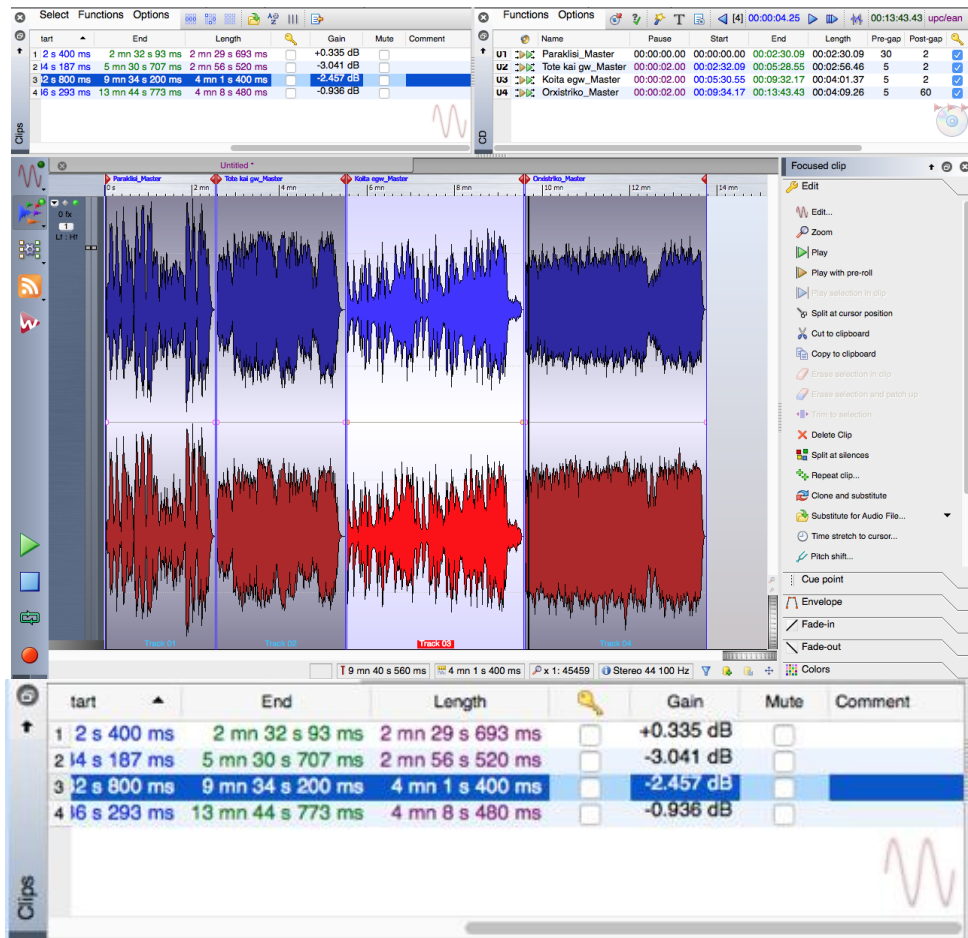 Select Functions Options
tart End Length Gain Mute Comment
1 2 s 400 ms 2 mn 32 s 93 ms 2 mn 29 s 693 ms +0.335 dB
2 14 s 187 ms 5 mn 30 s 707 ms 2 mn 56 s 520 ms -3.041 dB
3 32 s 800 ms 9 mn 34 s 200 ms 4 mn 1 s 400 ms -2.457 dB
4 36 s 293 ms 13 mn 44 s 773 ms 4 mn 8 s 480 ms -0.936 dB
Clips
Functions Options [4] 00:00:04.25 00:13:43.43 upc/ean
Name Pause Start End Length Pre-gap Post-gap
U1 Paraklisi_Master 00:00:00.00 00:00:00.00 00:02:30.09 00:02:30.09 30 2
U2 Tote kai gw_Master 00:00:02.00 00:02:32.09 00:05:28.55 00:02:56.46 5 2
U3 Koita egw_Master 00:00:02.00 00:05:30.55 00:09:32.17 00:04:01.37 5 2
U4 Orxistriko_Master 00:00:02.00 00:09:34.17 00:13:43.43 00:04:09.26 5 60
CD
Untitled *
Paraklisi_Master Tote kai gw_Master Koita egw_Master Orxistriko_Master
0 s 2 mn 4 mn 6 mn 8 mn 10 mn 12 mn 14 mn
0 fx
1
L1 : H1
Track 01 Track 02 Track 03 Track 04
9 mn 40 s 560 ms 4 mn 1 s 400 ms x 1: 45459 Stereo 44 100 Hz
Focused clip
Edit
Edit...
Zoom
Play
Play with pre-roll
Play selection in clip
Split at cursor position
Cut to clipboard
Copy to clipboard
Erase selection in clip
Erase selection and patch up
Trim to selection
Delete Clip
Split at silences
Repeat clip...
Clone and substitute
Substitute for Audio File...
Time stretch to cursor...
Pitch shift...
Cue point
Envelope
Fade-in
Fade-out
Colors
tart End Length Gain Mute Comment
1 2 s 400 ms 2 mn 32 s 93 ms 2 mn 29 s 693 ms +0.335 dB
2 14 s 187 ms 5 mn 30 s 707 ms 2 mn 56 s 520 ms -3.041 dB
3 32 s 800 ms 9 mn 34 s 200 ms 4 mn 1 s 400 ms -2.457 dB
4 36 s 293 ms 13 mn 44 s 773 ms 4 mn 8 s 480 ms -0.936 dB
Clips